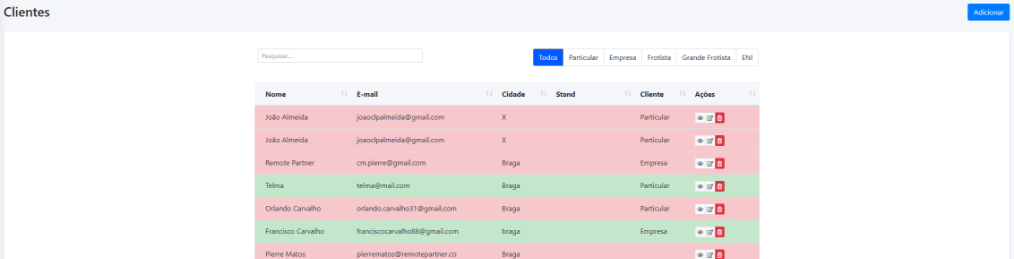 Clientes Adicionar
Pesquisar... Todos Particular Empresa Frotista Grande Frotista ENI
Nome E-mail Cidade Stand Cliente Ações
João Almeida joaoclpalmeida@gmail.com X Particular
João Almeida joaoclpalmeida@gmail.com X Particular
Remote Partner cm.pierre@gmail.com Braga Empresa
Telma telma@mail.com Braga Particular
Orlando Carvalho orlando.carvalho31@gmail.com Braga Particular
Francisco Carvalho franciscocarvalho88@gmail.com braga Empresa
Pierre Matos pierrematos@remotepartner.co Braga